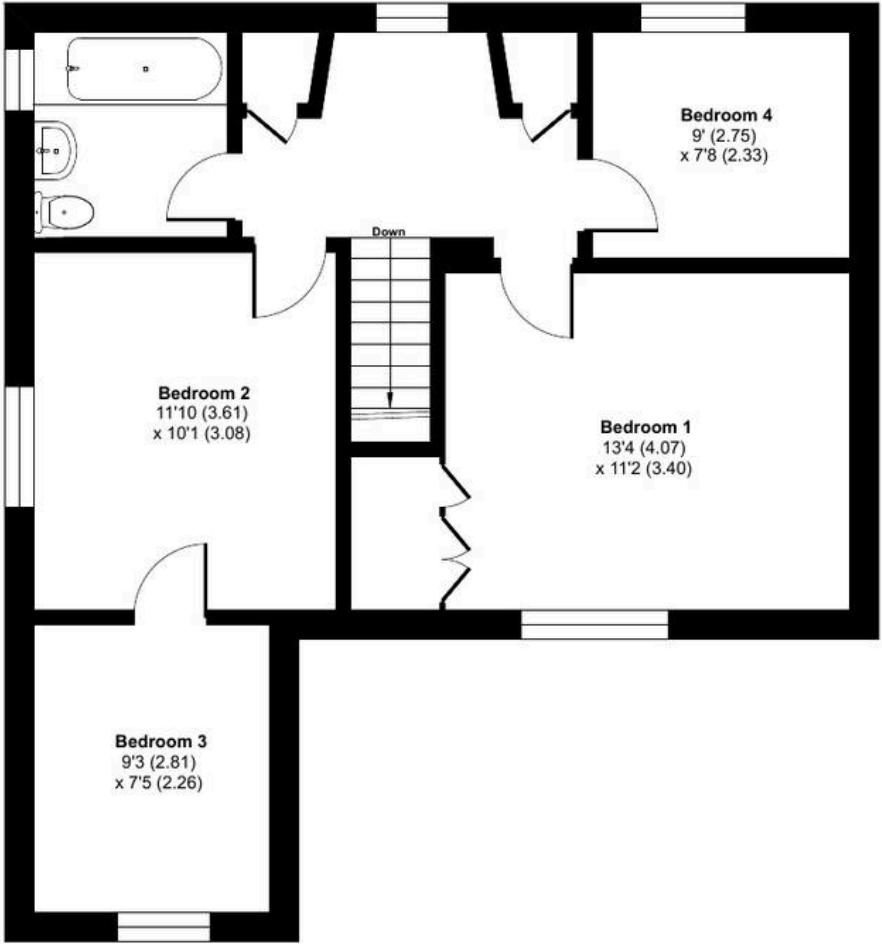 Bedroom 4
9' (2.75)
x 7'8 (2.33)
Down
Bedroom 2
11'10 (3.61)
x 10'1 (3.08)
Bedroom 1
13'4 (4.07)
x 11'2 (3.40)
Bedroom 3
9'3 (2.81)
x 7'5 (2.26)